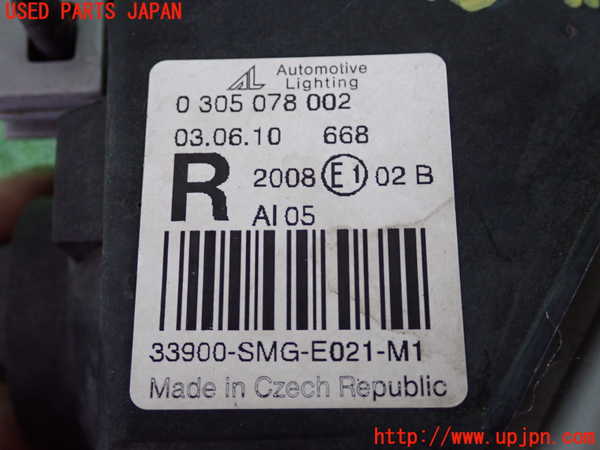 USED PARTS JAPAN
AL Automotive
Lighting
0 305 078 002
03.06.10 668
R 2008 E1 02 B
AI 05
33900-SMG-E021-M1
Made in Czech Republic
http://www.upjpn.com/